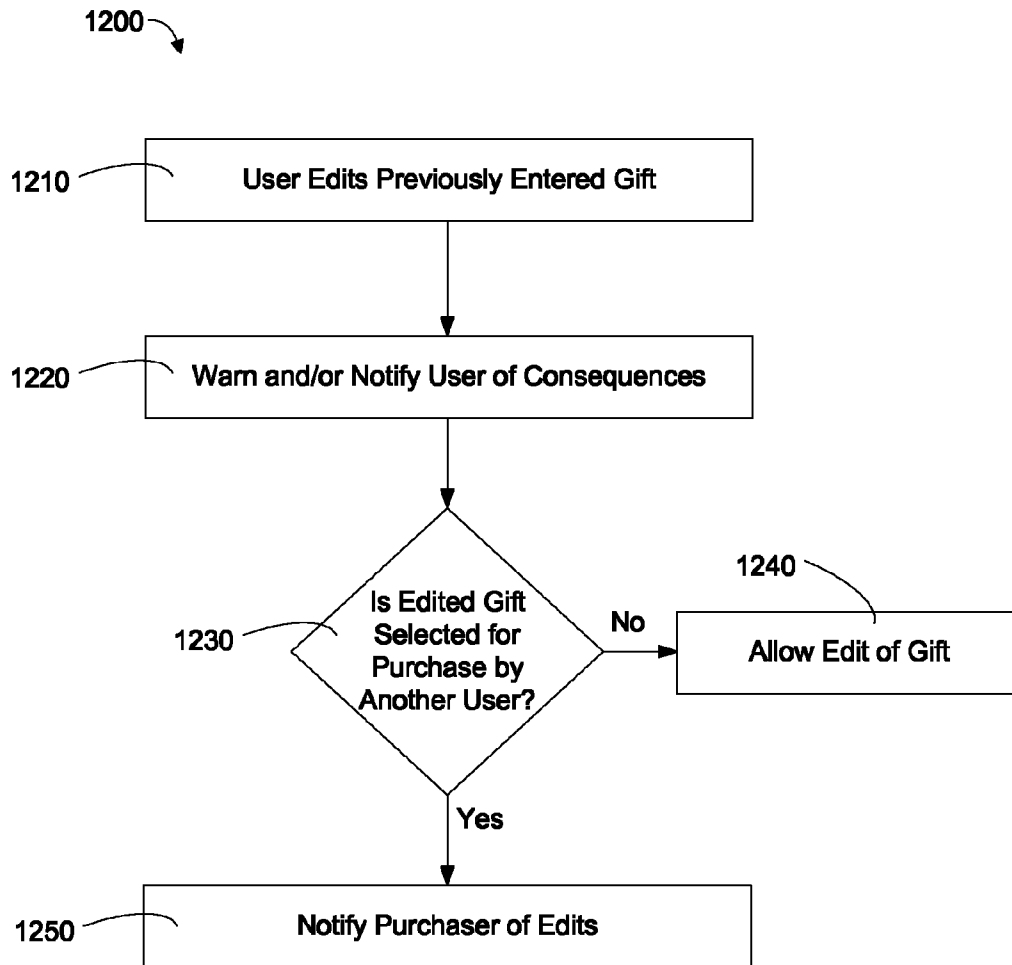 1200
1210
User Edits Previously Entered Gift
1220
Warn and/or Notify User of Consequences
1230
Is Edited Gift
Selected for
Purchase by
Another User?
No
1240
Allow Edit of Gift
Yes
1250
Notify Purchaser of Edits